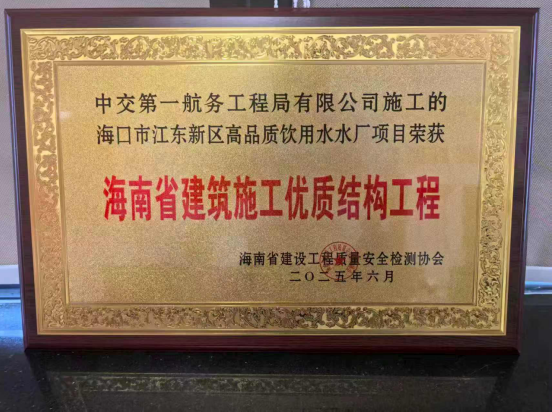 中交第一航务工程局有限公司施工的
海口市江东新区高品质饮用水水厂项目荣获
海南省建筑施工优质结构工程
海南省建设工程质量安全检测协会
二〇二五年六月